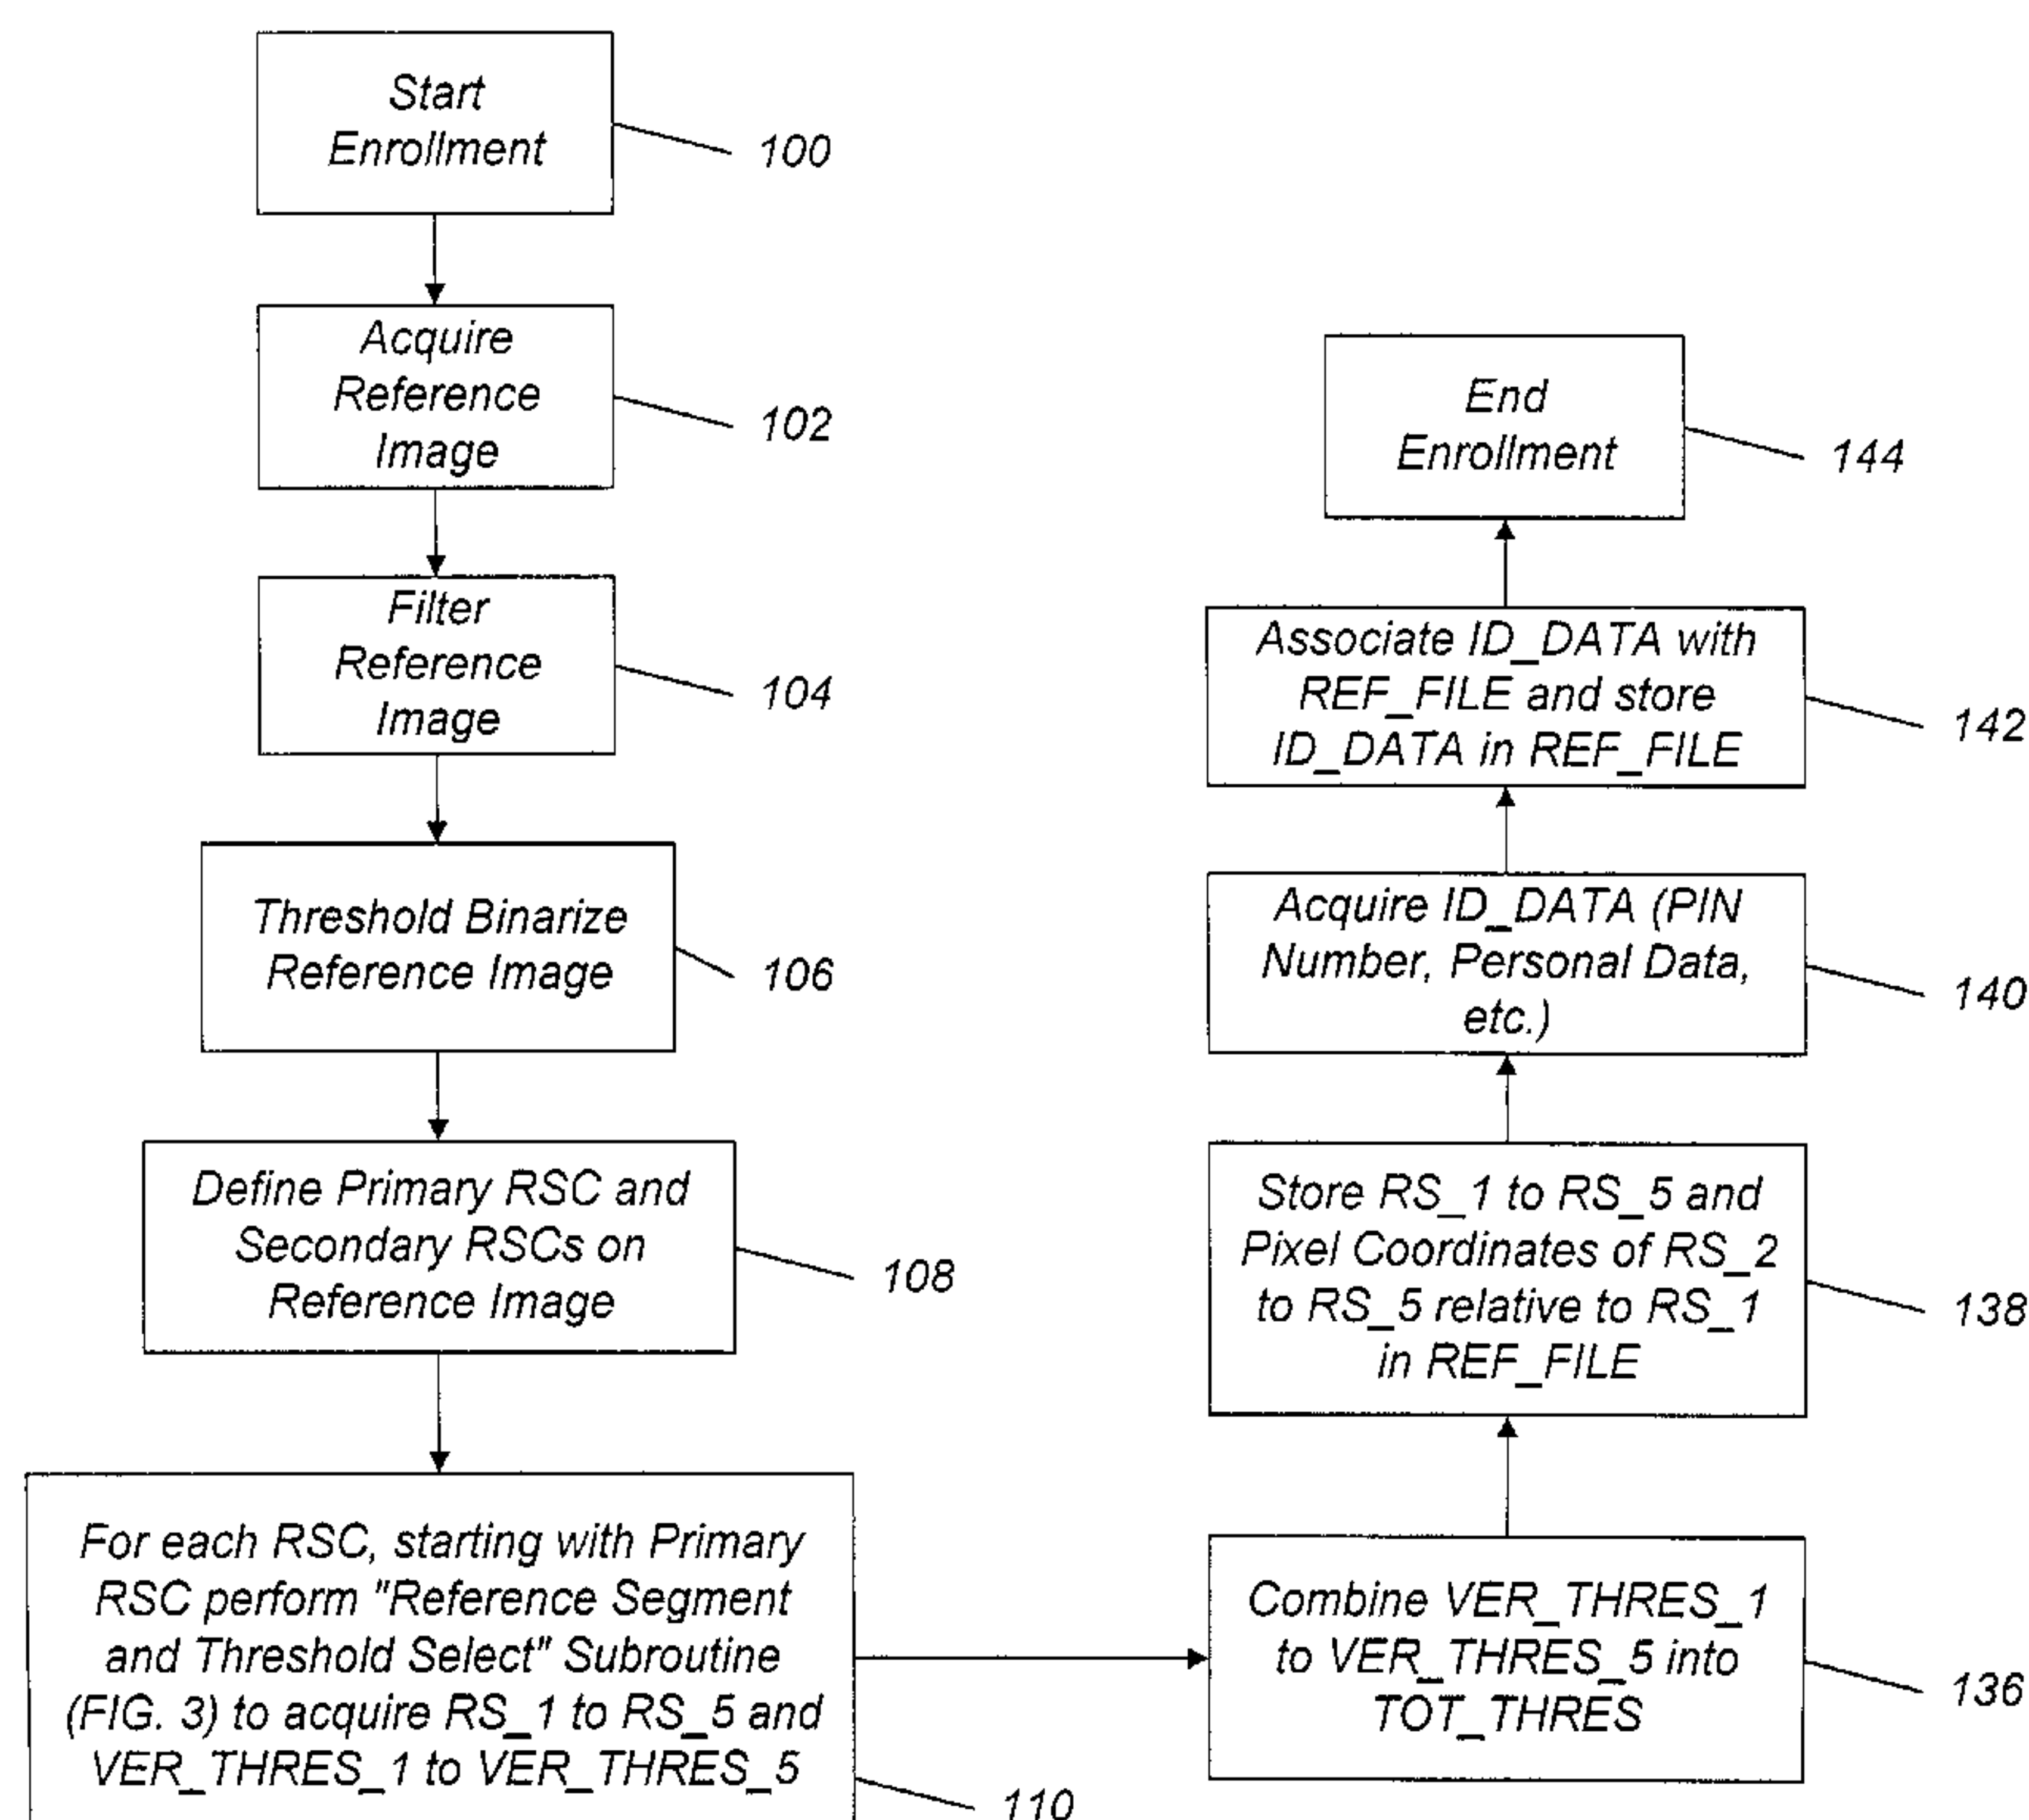 Start
Enrollment
100
Acquire
Reference
Image
102
Filter
Reference
Image
104
Threshold Binarize
Reference Image
106
Define Primary RSC and
Secondary RSCs on
Reference Image
108
For each RSC, starting with Primary
RSC perform "Reference Segment
and Threshold Select" Subroutine
(FIG. 3) to acquire RS_1 to RS_5 and
VER_THRES_1 to VER_THRES_5
110
Combine VER_THRES_1
to VER_THRES_5 into
TOT_THRES
136
Store RS_1 to RS_5 and
Pixel Coordinates of RS_2
to RS_5 relative to RS_1
in REF_FILE
138
Acquire ID_DATA (PIN
Number, Personal Data,
etc.)
140
Associate ID_DATA with
REF_FILE and store
ID_DATA in REF_FILE
142
End
Enrollment
144